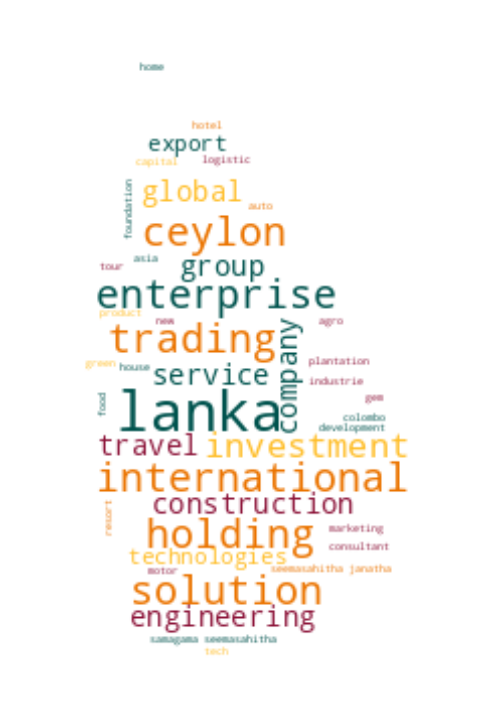 home
hotel
export
capital logistic
foundation
global
auto
ceylon
asia
tour
group
enterprise
product
new
agro
trading
company
plantation
green house
service
industrie
food
gem
lanka
colombo
development
travel investment
international
resort
construction
holding
marketing
consultant
technologies
motor
seemasahitha janatha
solution
engineering
samagama seemasahitha
tech